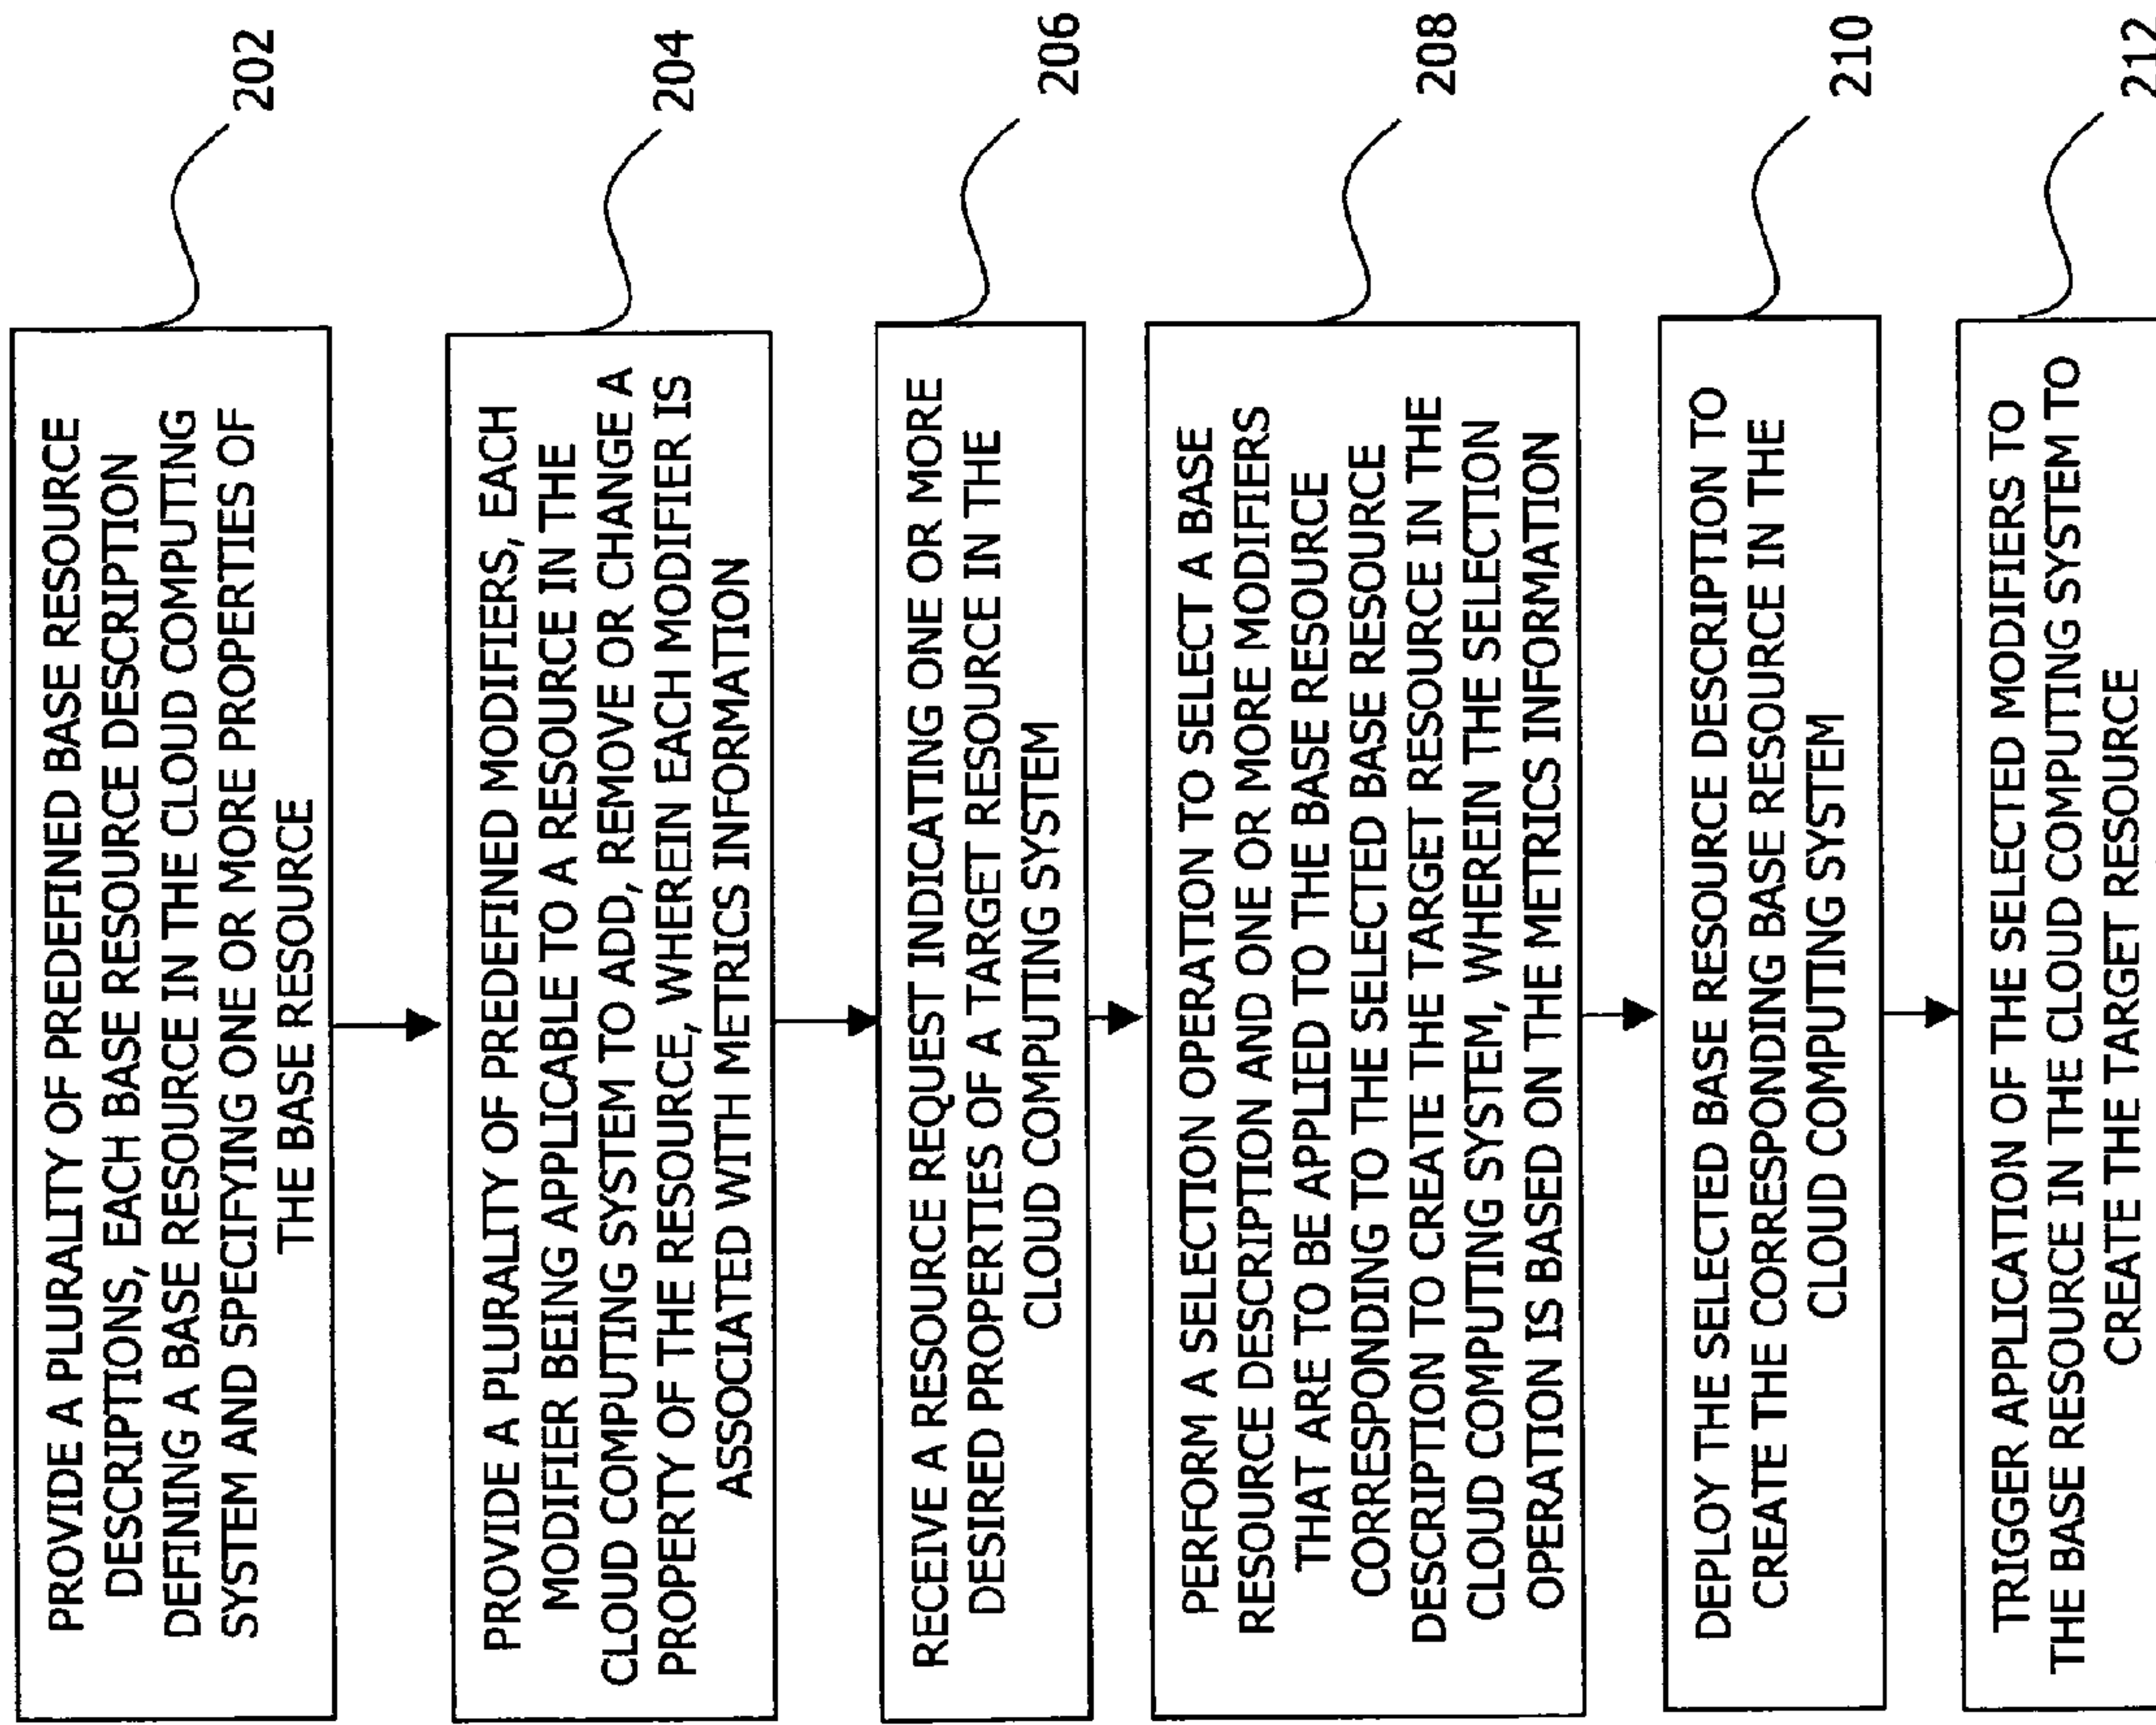 PROVIDE A PLURALITY OF PREDEFINED BASE RESOURCE
DESCRIPTIONS, EACH BASE RESOURCE DESCRIPTION
DEFINING A BASE RESOURCE IN THE CLOUD COMPUTING
SYSTEM AND SPECIFYING ONE OR MORE PROPERTIES OF
THE BASE RESOURCE
202
PROVIDE A PLURALITY OF PREDEFINED MODIFIERS, EACH
MODIFIER BEING APPLICABLE TO A RESOURCE IN THE
CLOUD COMPUTING SYSTEM TO ADD, REMOVE OR CHANGE A
PROPERTY OF THE RESOURCE, WHEREIN EACH MODIFIER IS
ASSOCIATED WITH METRICS INFORMATION
204
RECEIVE A RESOURCE REQUEST INDICATING ONE OR MORE
DESIRED PROPERTIES OF A TARGET RESOURCE IN THE
CLOUD COMPUTING SYSTEM
206
PERFORM A SELECTION OPERATION TO SELECT A BASE
RESOURCE DESCRIPTION AND ONE OR MORE MODIFIERS
THAT ARE TO BE APPLIED TO THE BASE RESOURCE
CORRESPONDING TO THE SELECTED BASE RESOURCE
DESCRIPTION TO CREATE THE TARGET RESOURCE IN THE
CLOUD COMPUTING SYSTEM, WHEREIN THE SELECTION
OPERATION IS BASED ON THE METRICS INFORMATION
208
DEPLOY THE SELECTED BASE RESOURCE DESCRIPTION TO
CREATE THE CORRESPONDING BASE RESOURCE IN THE
CLOUD COMPUTING SYSTEM
210
TRIGGER APPLICATION OF THE SELECTED MODIFIERS TO
THE BASE RESOURCE IN THE CLOUD COMPUTING SYSTEM TO
CREATE THE TARGET RESOURCE
212